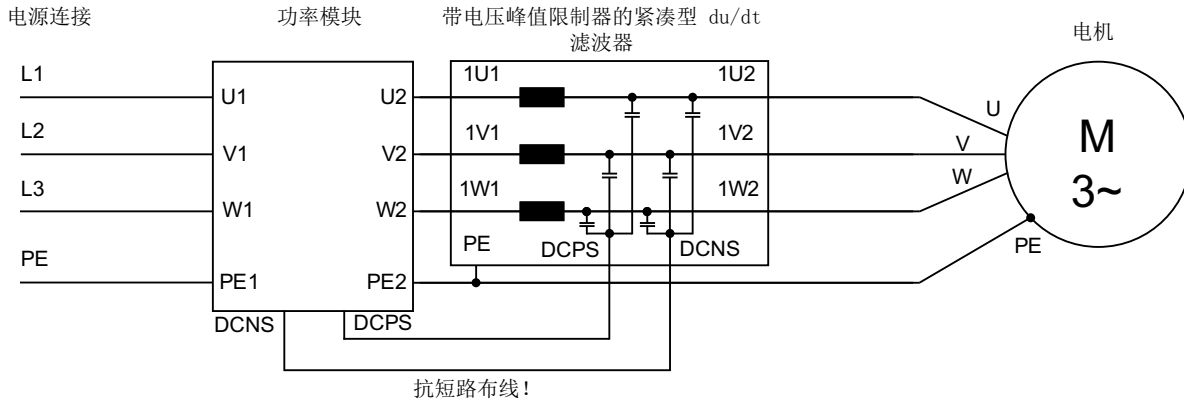 电源连接
功率模块
带电压峰值限制器的紧凑型 du/dt
滤波器
电机
L1
U1
U2
1U1
1U2
U
L2
V1
V2
1V1
1V2
V
M
3~
L3
W1
W2
1W1
1W2
W
PE
PE1
PE2
PE
DCPS
DCNS
PE
DCNS
DCPS
抗短路布线!